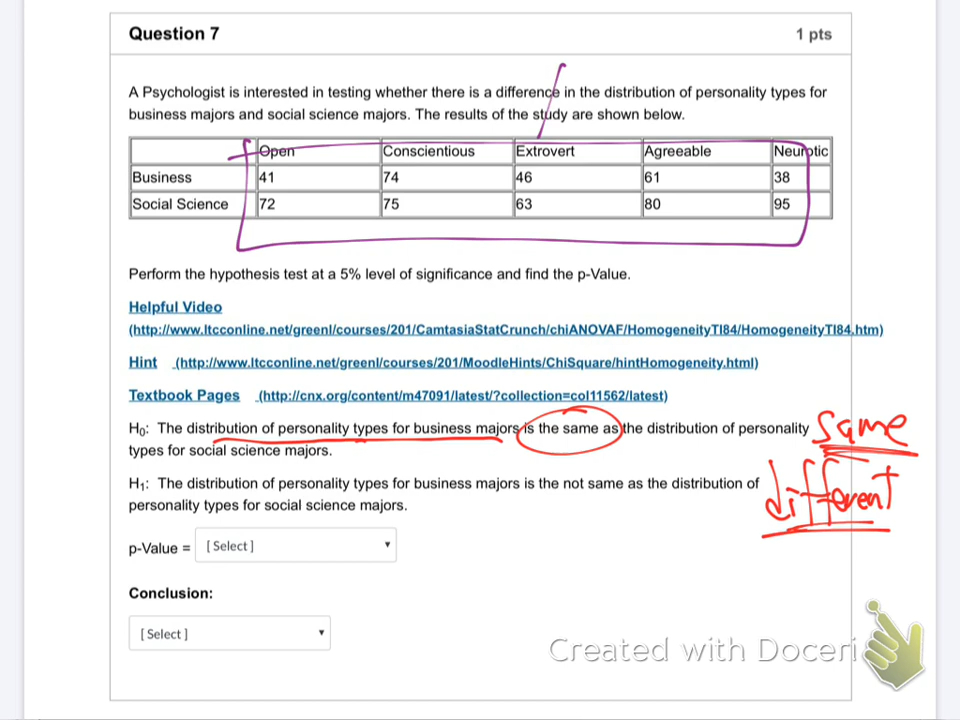 Question 7 1 pts
A Psychologist is interested in testing whether there is a difference in the distribution of personality types for
business majors and social science majors. The results of the study are shown below.
Open Conscientious Extrovert Agreeable Neurotic
Business 41 74 46 61 38
Social Science 72 75 63 80 95
Perform the hypothesis test at a 5% level of significance and find the p-Value.
Helpful Video
(http://www.ltcconline.net/greenl/courses/201/CamtasiaStatCrunch/chiANOVAF/HomogeneityTI84/HomogeneityTI84.htm)
Hint (http://www.ltcconline.net/greenl/courses/201/MoodleHints/ChiSquare/hintHomogeneity.html)
Textbook Pages (http://cnx.org/content/m47091/latest/?collection=col11562/latest)
H₀: The distribution of personality types for business majors is the same as the distribution of personality same
types for social science majors.
H₁: The distribution of personality types for business majors is the not same as the distribution of different
personality types for social science majors.
p-Value = [ Select ]
Conclusion:
[ Select ]
Created with Doceri